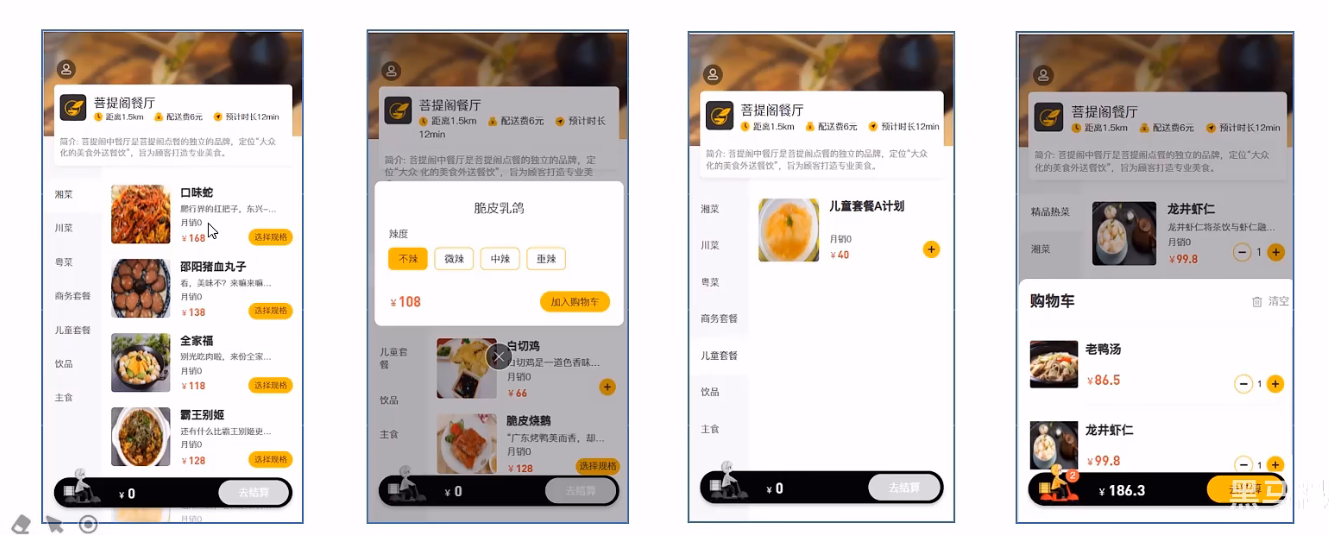 菩提阁餐厅
距离1.5km 配送费6元 预计时长12min
简介: 菩提阁中餐厅是菩提阁点餐的独立的品牌，定位“大众
化的美食外送餐饮”，旨为顾客打造专业美食。
湘菜
川菜
粤菜
商务套餐
儿童套餐
饮品
主食
口味蛇
爬行界的扛把子，东兴-...
月销0
¥168
选择规格
邵阳猪血丸子
看，美味不？来嘛来嘛...
月销0
¥138
选择规格
全家福
别光吃肉啦，来份全家...
月销0
¥118
选择规格
霸王别姬
还有什么比霸王别姬更...
月销0
¥128
选择规格
¥ 0
去结算
月销0
菩提阁餐厅
距离1.5km 配送费6元 预计时长
12min
简介: 菩提阁中餐厅是菩提阁点餐的独立的品牌，定
位“大众 化的美食外送餐饮”，旨为顾客打造专业美
脆皮乳鸽
辣度
不辣 微辣 中辣 重辣
¥108
加入购物车
儿童套
餐
饮品
主食
白切鸡
白切鸡是一道色香味...
月销0
¥66
脆皮烧鹅
“广东烤鸭美而香，却...
月销0
¥128
选择规格
¥ 0
去结算
菩提阁餐厅
距离1.5km 配送费6元 预计时长12min
简介: 菩提阁中餐厅是菩提阁点餐的独立的品牌，定位“大众
化的美食外送餐饮”，旨为顾客打造专业美食。
湘菜
川菜
粤菜
商务套餐
儿童套餐
饮品
主食
儿童套餐A计划
月销0
¥40
¥ 0
去结算
菩提阁餐厅
距离1.5km 配送费6元 预计时长12min
简介: 菩提阁中餐厅是菩提阁点餐的独立的品牌，定位“大众
化的美食外送餐饮”，旨为顾客打造专业美食。
精品热菜
湘菜
龙井虾仁
龙井虾仁将茶饮与虾仁融...
月销0
¥99.8
1
购物车
清空
老鸭汤
¥86.5
1
龙井虾仁
¥99.8
1
2
¥ 186.3